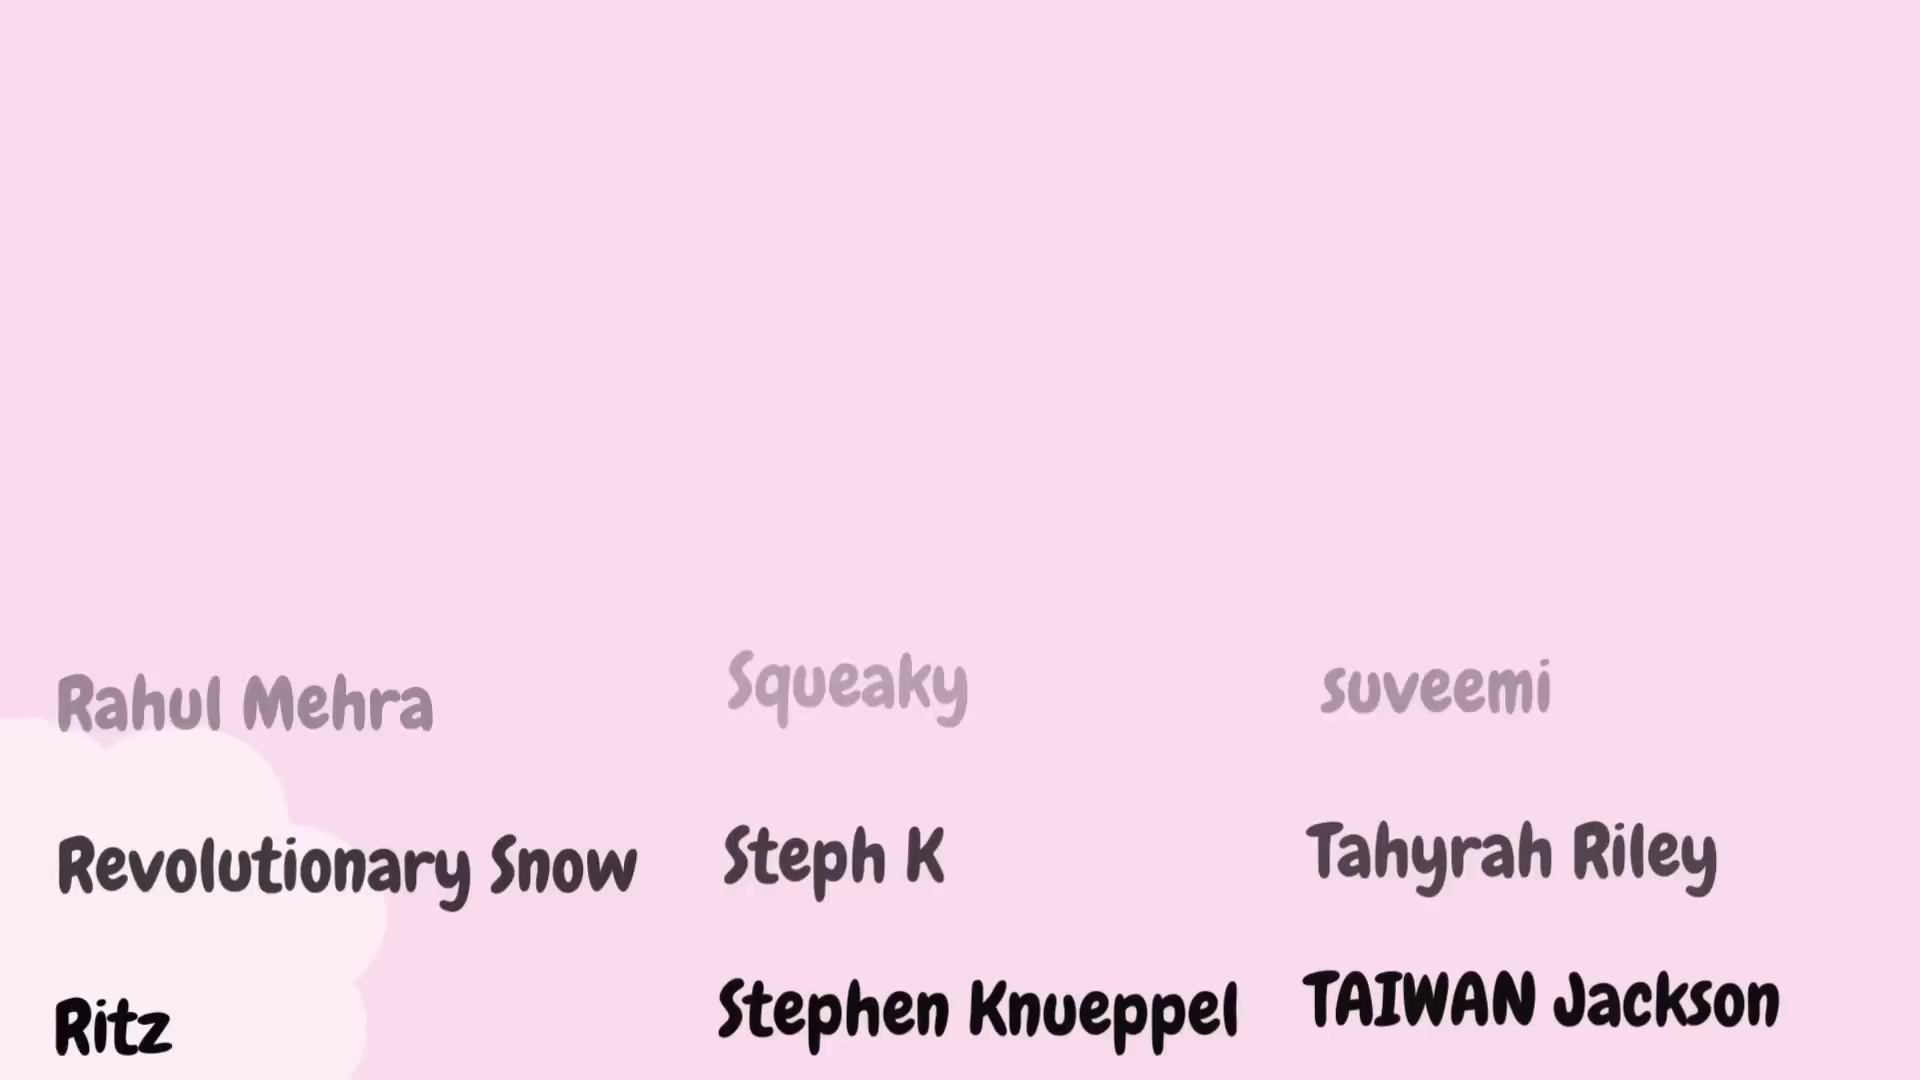 Rahul Mehra
Revolutionary Snow
Ritz
Squeaky
Steph K
Stephen Knueppel
suveemi
Tahyrah Riley
TAIWAN Jackson